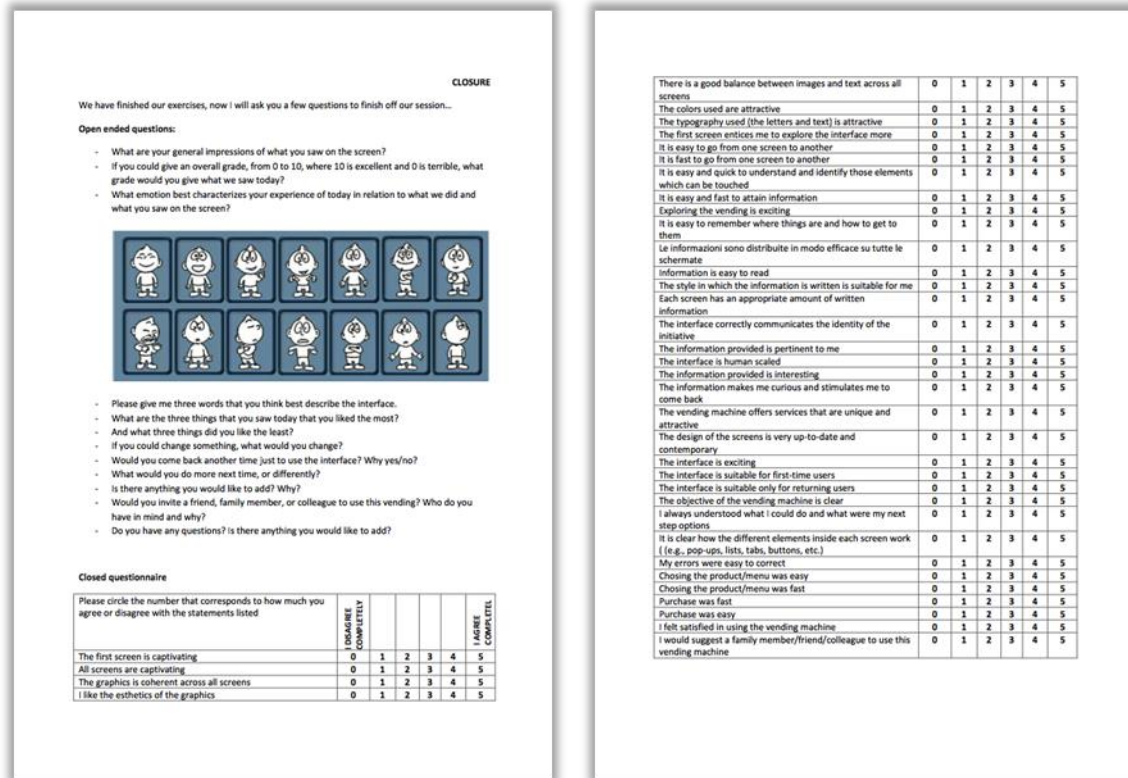 CLOSURE
We have finished our exercises, now I will ask you a few questions to finish off our session...
Open ended questions:
- What are your general impressions of what you saw on the screen?
- If you could give an overall grade, from 0 to 10, where 10 is excellent and 0 is terrible, what
grade would you give what we saw today?
- What emotion best characterizes your experience of today in relation to what we did and
what you saw on the screen?
- Please give me three words that you think best describe the interface.
- What are the three things that you saw today that you liked the most?
- And what three things did you like the least?
- If you could change something, what would you change?
- Would you come back another time just to use the interface? Why yes/no?
- What would you do more next time, or differently?
- Is there anything you would like to add? Why?
- Would you invite a friend, family member, or colleague to use this vending? Who do you
have in mind and why?
- Do you have any questions? Is there anything you would like to add?
Closed questionnaire
Please circle the number that corresponds to how much you
agree or disagree with the statements listed
I DISAGREE
COMPLETELY
I AGREE
COMPLETEL
The first screen is captivating 0 1 2 3 4 5
All screens are captivating 0 1 2 3 4 5
The graphics is coherent across all screens 0 1 2 3 4 5
I like the esthetics of the graphics 0 1 2 3 4 5
There is a good balance between images and text across all 0 1 2 3 4 5
screens
The colors used are attractive 0 1 2 3 4 5
The typography used (the letters and text) is attractive 0 1 2 3 4 5
The first screen entices me to explore the interface more 0 1 2 3 4 5
It is easy to go from one screen to another 0 1 2 3 4 5
It is fast to go from one screen to another 0 1 2 3 4 5
It is easy and quick to understand and identify those elements 0 1 2 3 4 5
which can be touched
It is easy and fast to attain information 0 1 2 3 4 5
Exploring the vending is exciting 0 1 2 3 4 5
It is easy to remember where things are and how to get to 0 1 2 3 4 5
them
Le informazioni sono distribuite in modo efficace su tutte le 0 1 2 3 4 5
schermate
Information is easy to read 0 1 2 3 4 5
The style in which the information is written is suitable for me 0 1 2 3 4 5
Each screen has an appropriate amount of written 0 1 2 3 4 5
information
The interface correctly communicates the identity of the 0 1 2 3 4 5
initiative
The information provided is pertinent to me 0 1 2 3 4 5
The interface is human scaled 0 1 2 3 4 5
The information provided is interesting 0 1 2 3 4 5
The information makes me curious and stimulates me to 0 1 2 3 4 5
come back
The vending machine offers services that are unique and 0 1 2 3 4 5
attractive
The design of the screens is very up-to-date and 0 1 2 3 4 5
contemporary
The interface is exciting 0 1 2 3 4 5
The interface is suitable for first-time users 0 1 2 3 4 5
The interface is suitable only for returning users 0 1 2 3 4 5
The objective of the vending machine is clear 0 1 2 3 4 5
I always understood what I could do and what were my next 0 1 2 3 4 5
step options
It is clear how the different elements inside each screen work 0 1 2 3 4 5
( (e.g., pop-ups, lists, tabs, buttons, etc.)
My errors were easy to correct 0 1 2 3 4 5
Chosing the product/menu was easy 0 1 2 3 4 5
Chosing the product/menu was fast 0 1 2 3 4 5
Purchase was fast 0 1 2 3 4 5
Purchase was easy 0 1 2 3 4 5
I felt satisfied in using the vending machine 0 1 2 3 4 5
I would suggest a family member/friend/colleague to use this 0 1 2 3 4 5
vending machine